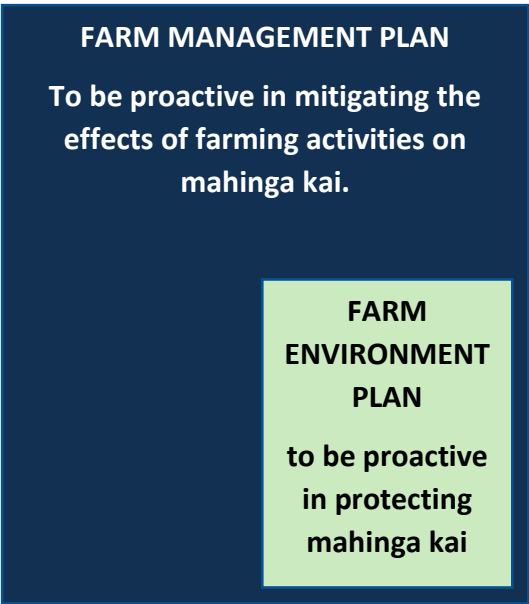 FARM MANAGEMENT PLAN
To be proactive in mitigating the
effects of farming activities on
mahinga kai.
FARM
ENVIRONMENT
PLAN
to be proactive
in protecting
mahinga kai